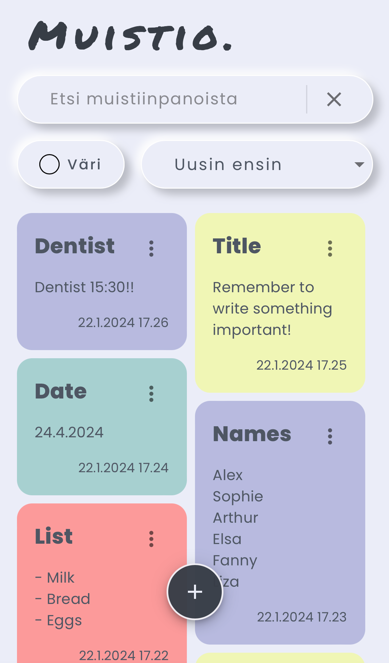 Muistio.
Etsi muistiinpanoista
Väri
Uusin ensin
Dentist
Dentist 15:30!!
22.1.2024 17.26
Title
Remember to
write something
important!
22.1.2024 17.25
Date
24.4.2024
22.1.2024 17.24
Names
Alex
Sophie
Arthur
Elsa
Fanny
22.1.2024 17.23
List
- Milk
- Bread
- Eggs
22.1.2024 17.22